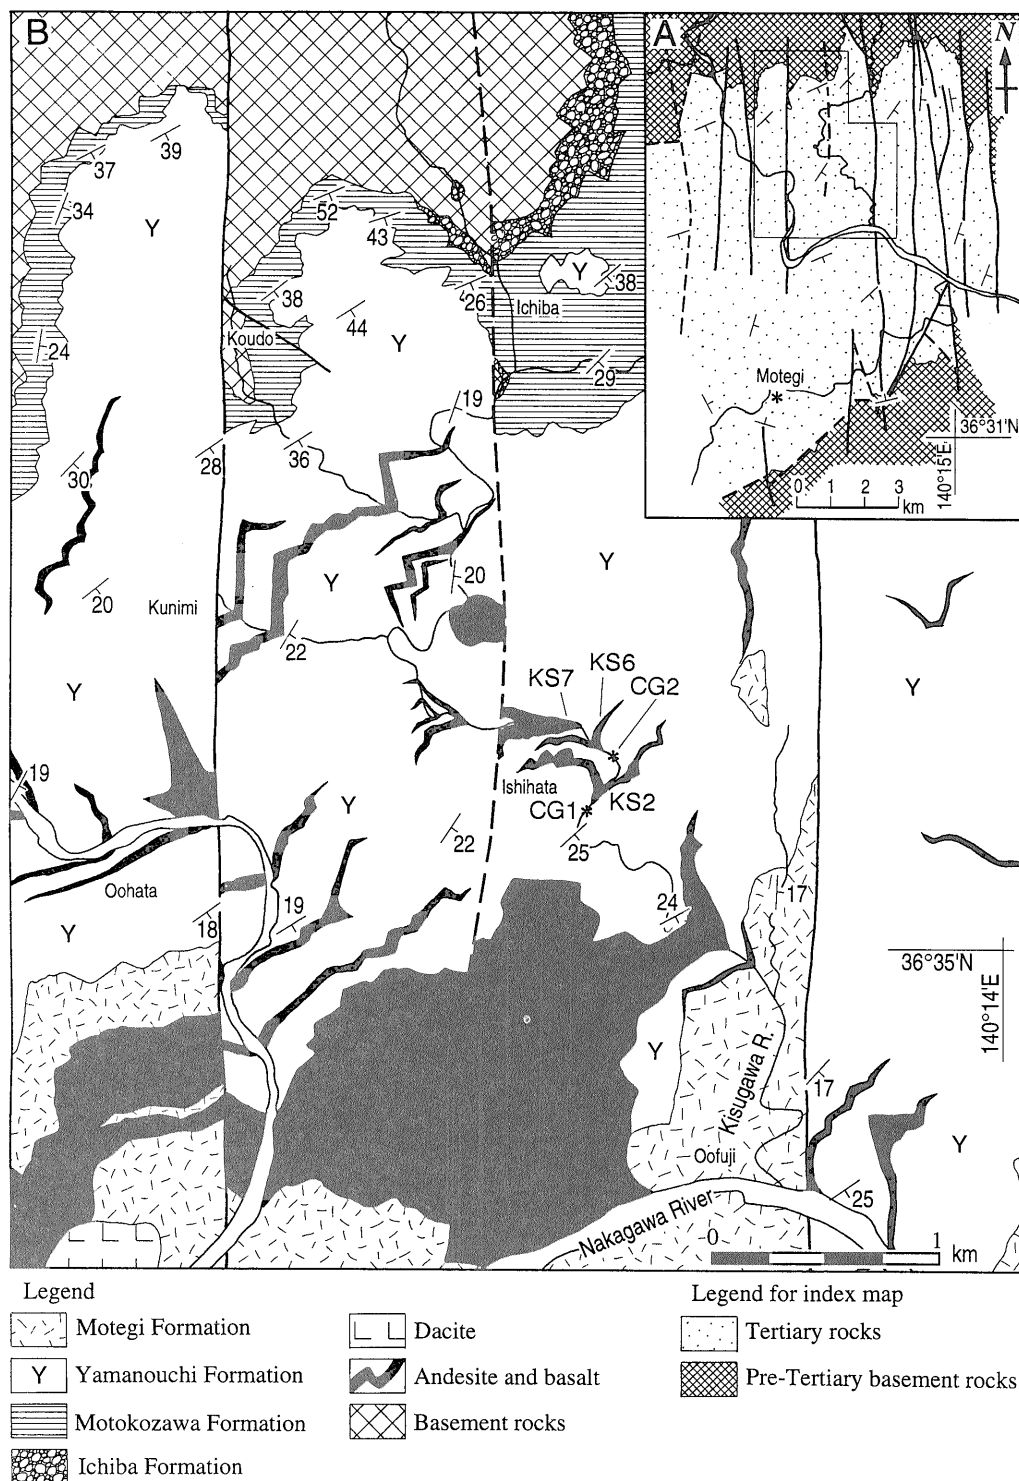 B
A
N
39
37
34
Y
52
43
Y
38
38
26
Ichiba
44
Y
Koudo
24
29
Motegi
*
36°31'N
140°15'E
0 1 2 3
km
19
28
36
30
Y
Y
20
20
Kunimi
22
KS6
KS7
CG2
Y
Y
19
Ishihata
KS2
Y
CG1
22
25
Oohata
17
24
18
19
Y
36°35'N
140°14'E
Kisugawa R.
Y
17
Y
Oofuji
25
Nakagawa River
0 1
km
Legend
Motegi Formation
Y Yamanouchi Formation
Motokozawa Formation
Ichiba Formation
Dacite
Andesite and basalt
Basement rocks
Legend for index map
Tertiary rocks
Pre-Tertiary basement rocks